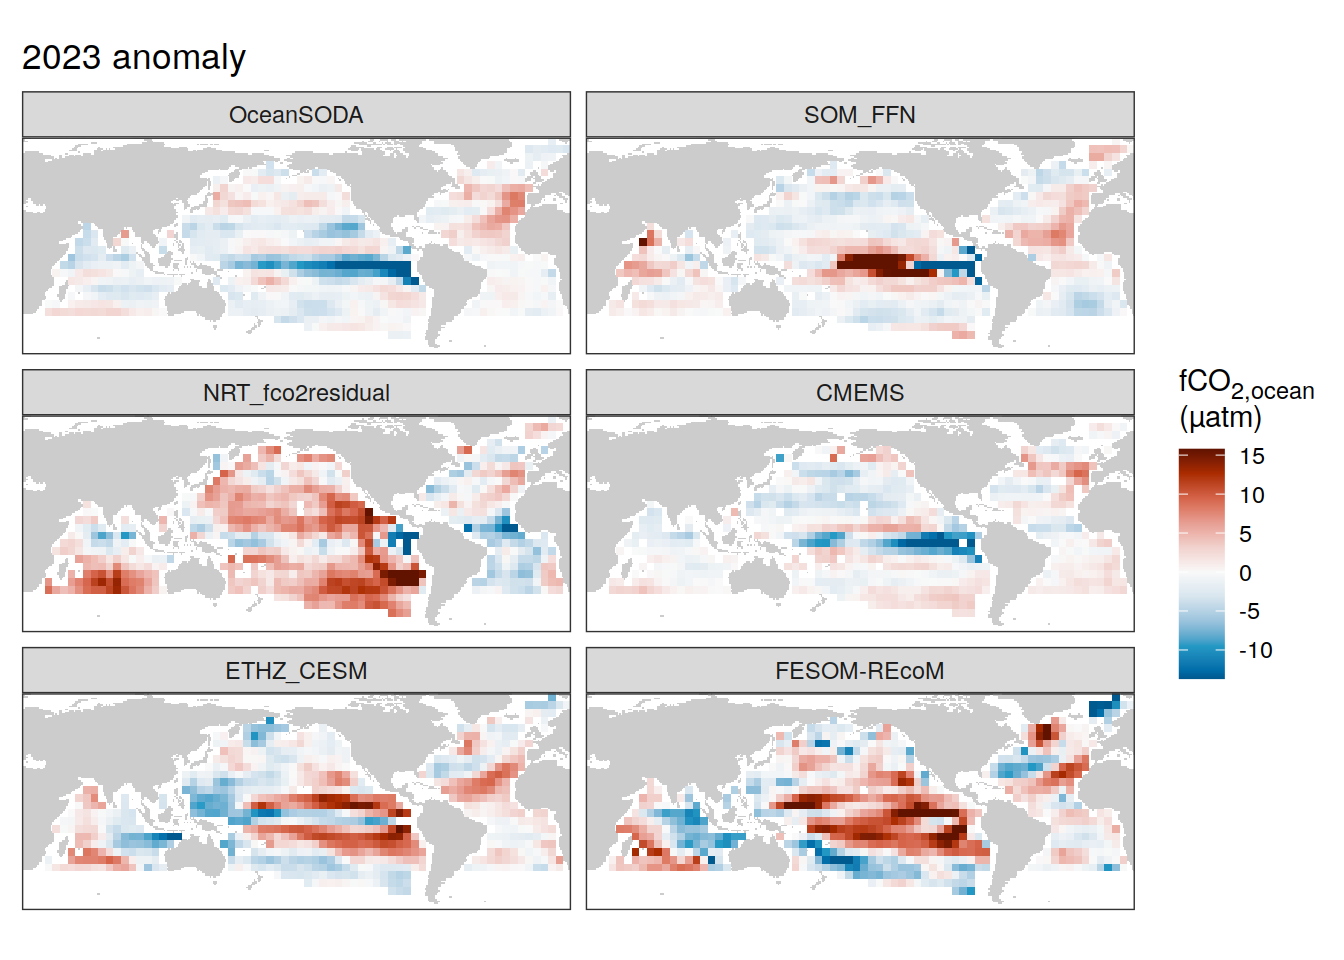 2023 anomaly
OceanSODA
SOM_FFN
NRT_fco2residual
CMEMS
ETHZ_CESM
FESOM-REcoM
fCO2,ocean
(µatm)
15
10
5
0
-5
-10